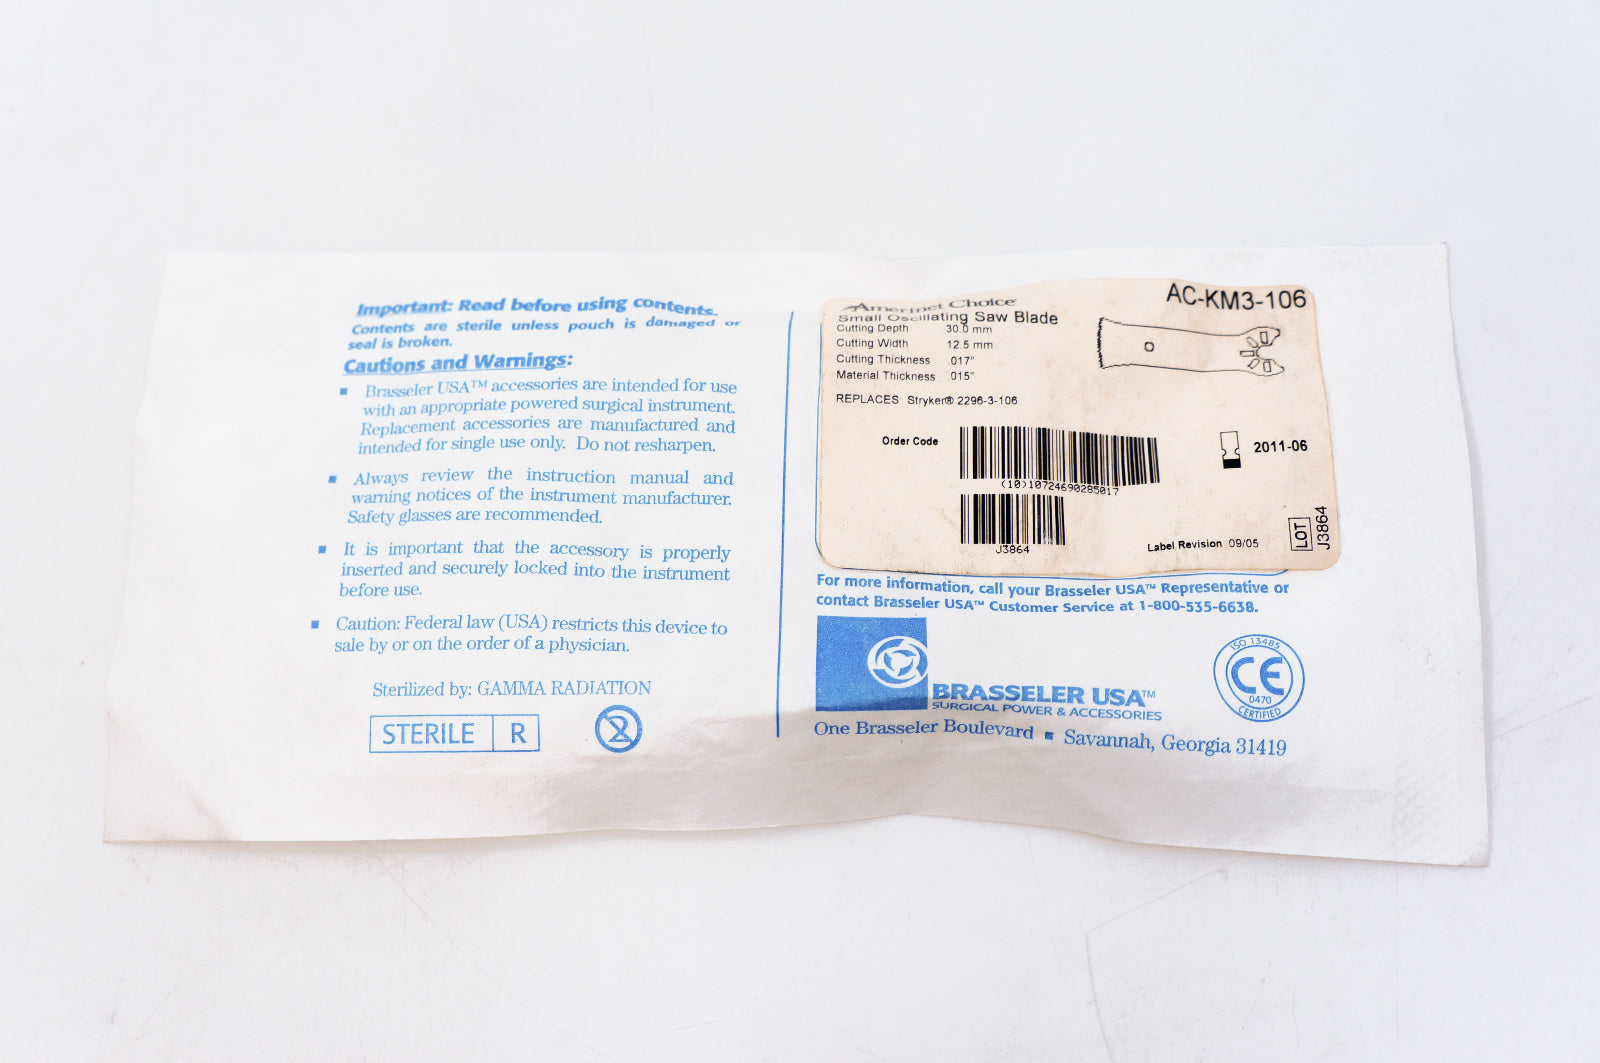 Important: Read before using contents.
Contents are sterile unless pouch is damaged or
seal is broken.
Cautions and Warnings:
▪ Brasseler USA™ accessories are intended for use
with an appropriate powered surgical instrument.
Replacement accessories are manufactured and
intended for single use only. Do not resharpen.
▪ Always review the instruction manual and
warning notices of the instrument manufacturer.
Safety glasses are recommended.
▪ It is important that the accessory is properly
inserted and securely locked into the instrument
before use.
▪ Caution: Federal law (USA) restricts this device to
sale by or on the order of a physician.
Sterilized by: GAMMA RADIATION
STERILE R
2
Amerinet Choice
AC-KM3-106
Small Oscillating Saw Blade
Cutting Depth 30.0 mm
Cutting Width 12.5 mm
Cutting Thickness .017"
Material Thickness .015"
REPLACES Stryker® 2296-3-106
Order Code
(10)10724690285017
2011-06
J3864
Label Revision 09/05
LOT J3864
For more information, call your Brasseler USA™ Representative or
contact Brasseler USA™ Customer Service at 1-800-535-6638.
BRASSELER USA™
SURGICAL POWER & ACCESSORIES
One Brasseler Boulevard ▪ Savannah, Georgia 31419
ISO 13485
CE
0470
CERTIFIED